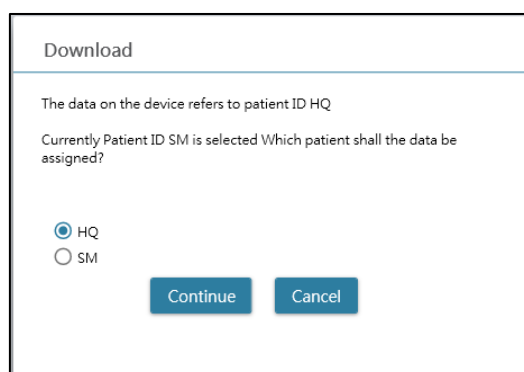 Download
The data on the device refers to patient ID HQ
Currently Patient ID SM is selected Which patient shall the data be
assigned?
HQ
SM
Continue Cancel